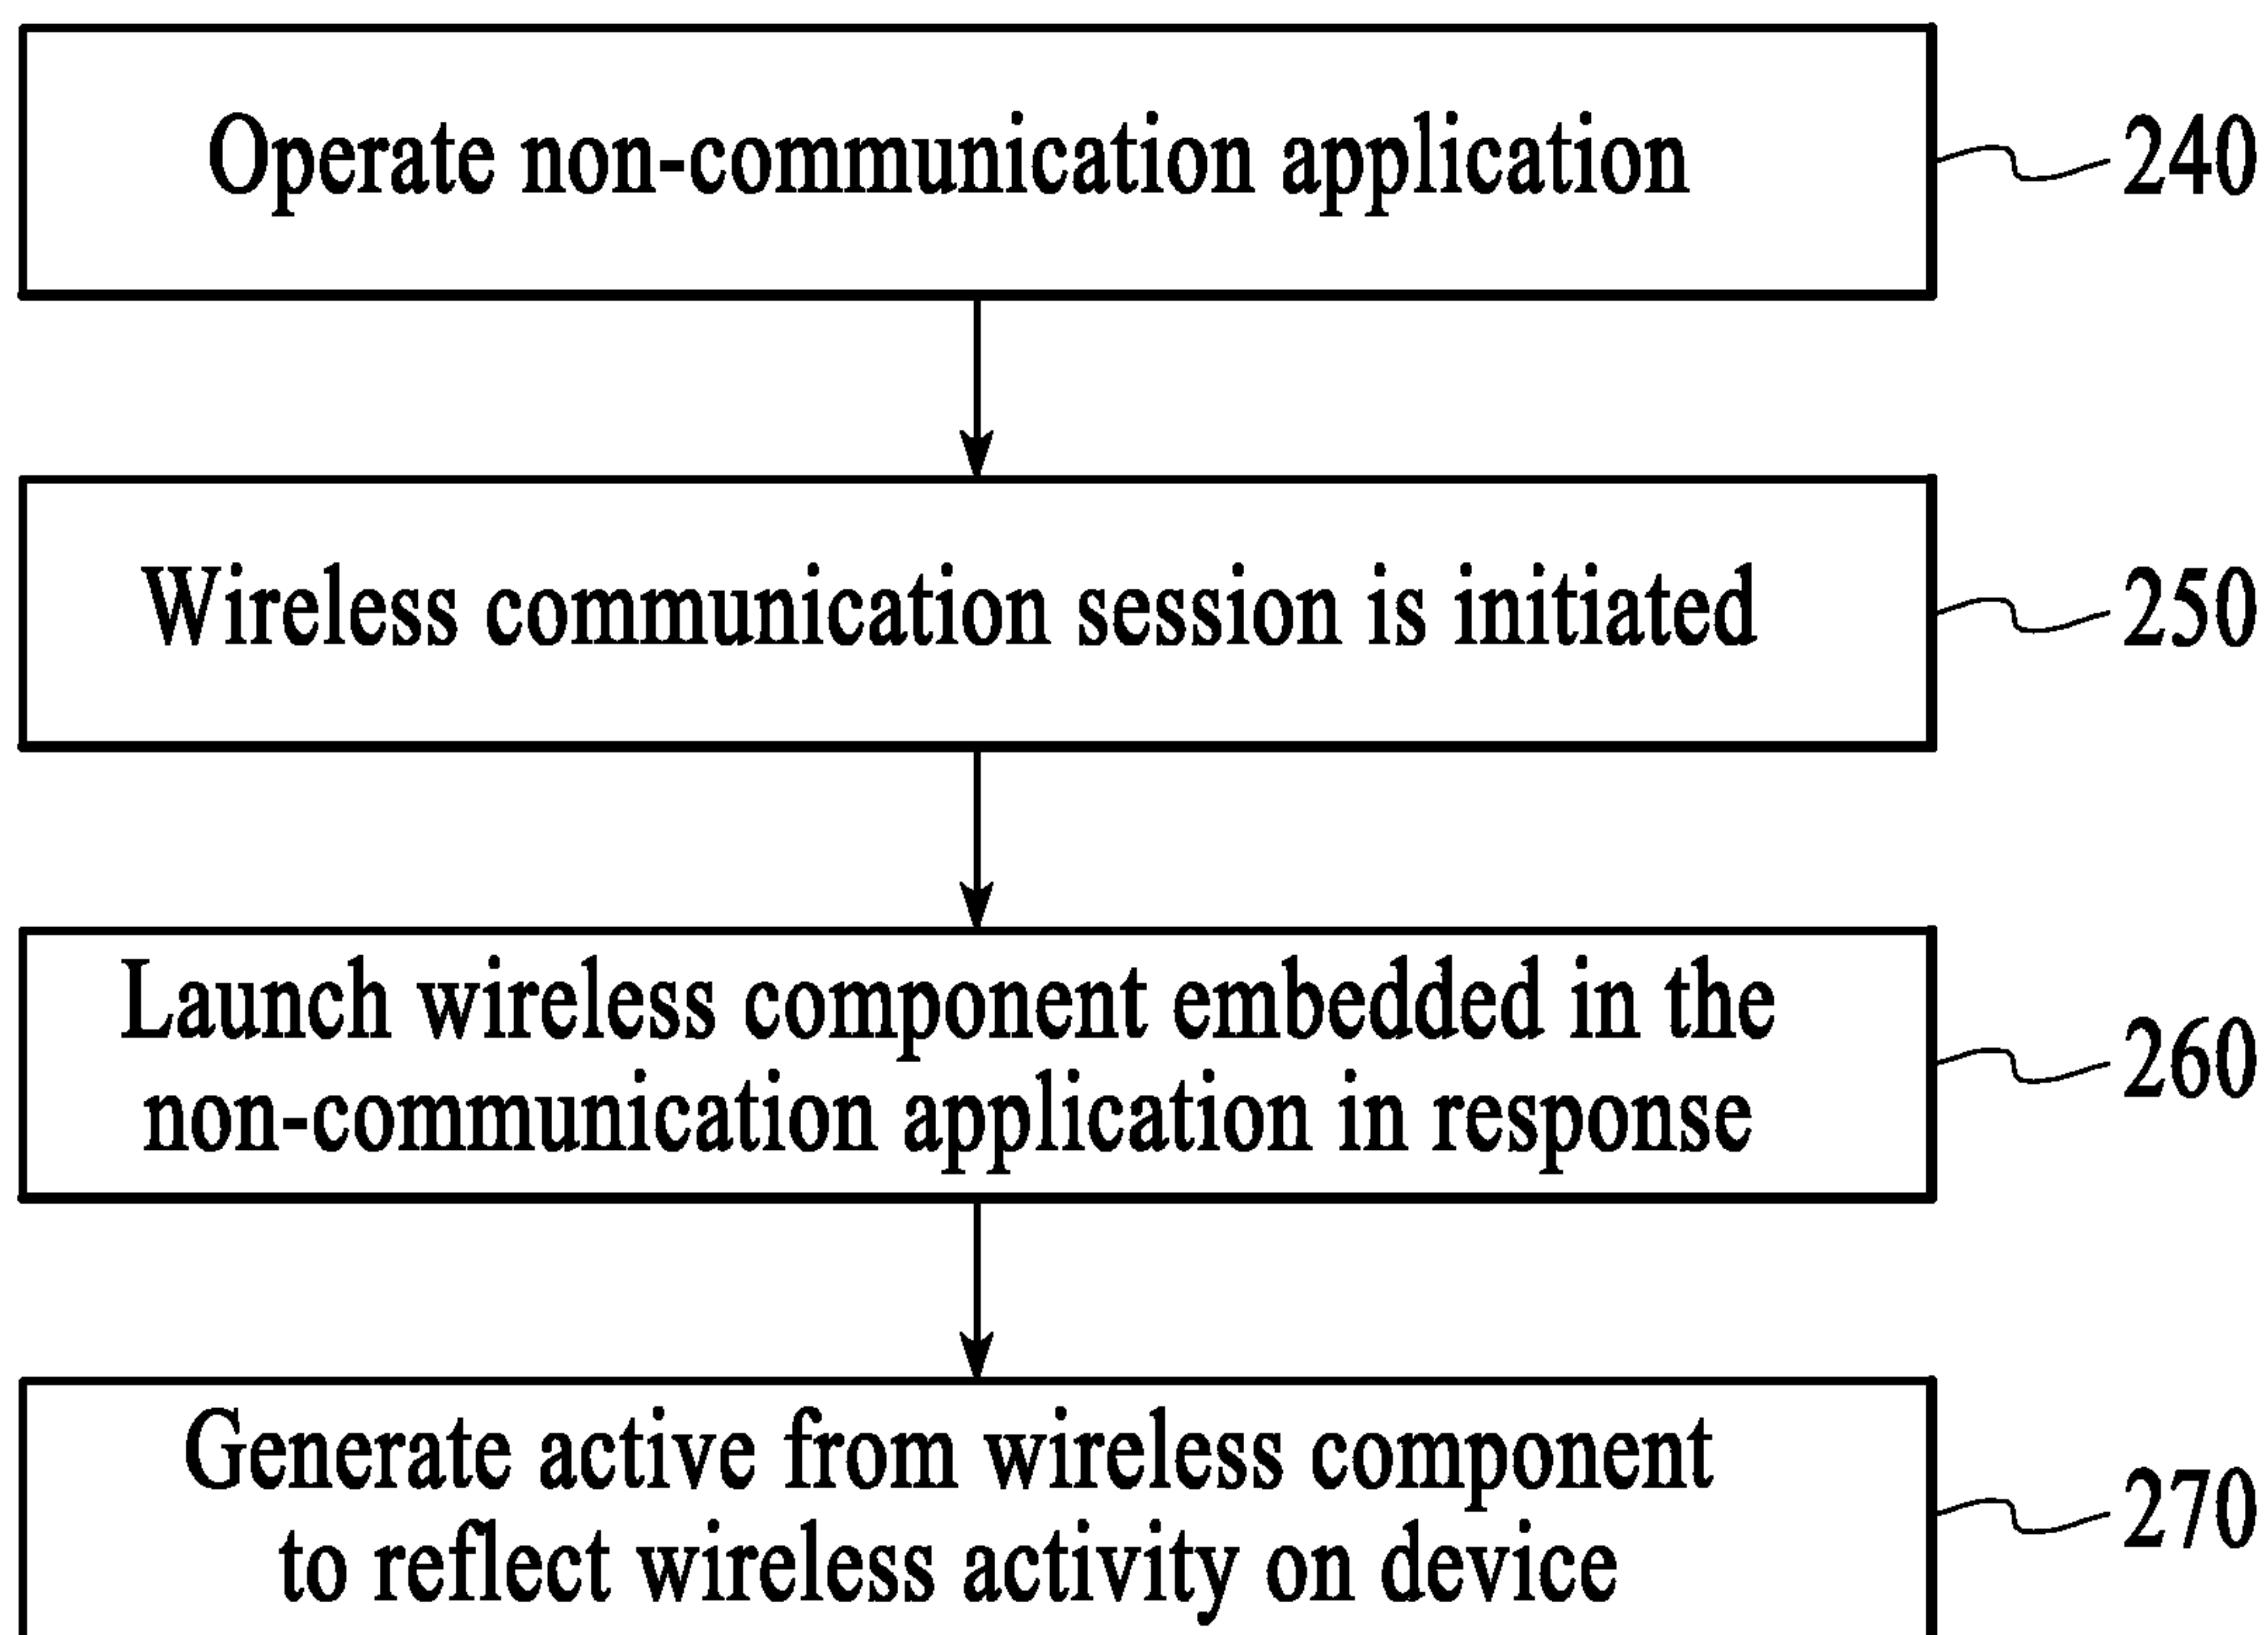 Operate non-communication application
240
Wireless communication session is initiated
250
Launch wireless component embedded in the
non-communication application in response
260
Generate active from wireless component
to reflect wireless activity on device
270